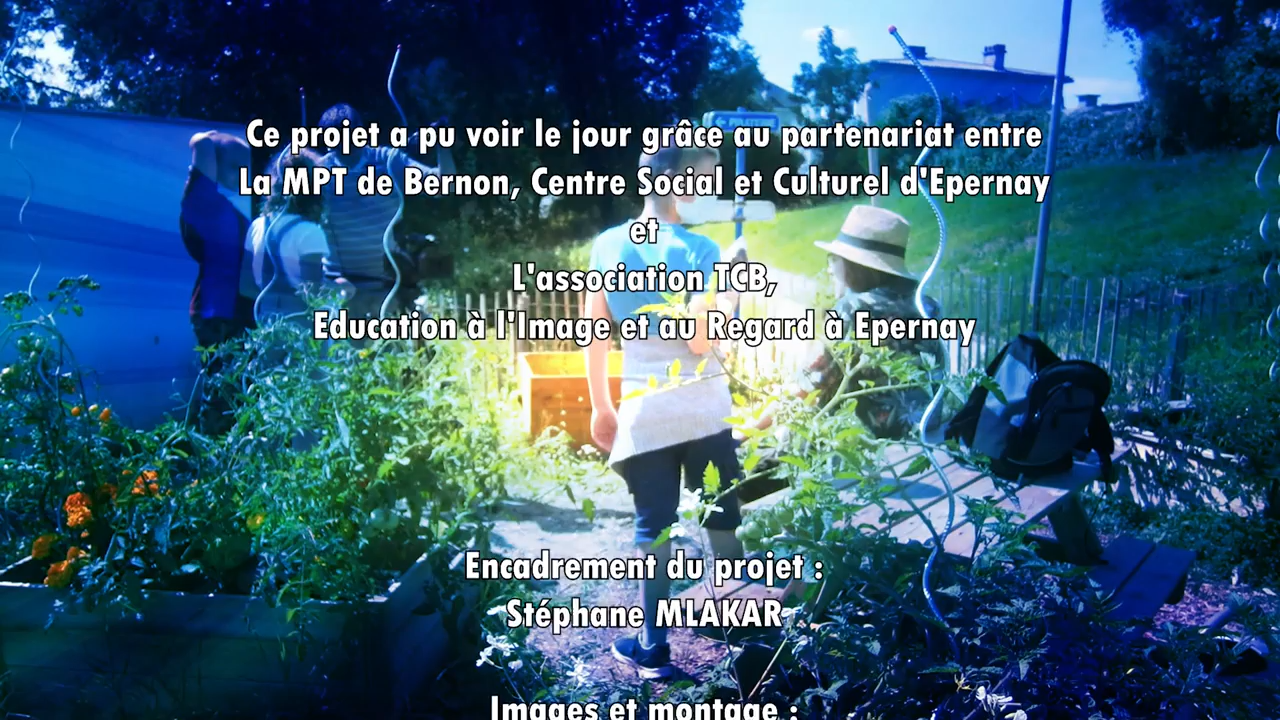 Ce projet a pu voir le jour grâce au partenariat entre
La MPT de Bernon, Centre Social et Culturel d'Epernay
et
L'association TCB,
Education à l'Image et au Regard à Epernay
Encadrement du projet :
Stéphane MLAKAR
Images et montage :